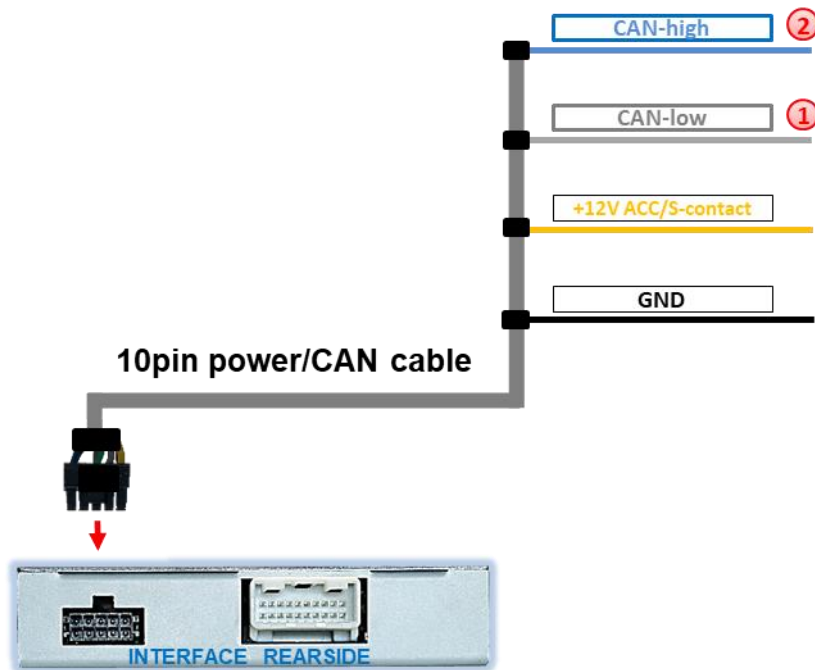 CAN-high 2
CAN-low 1
+12V ACC/S-contact
GND
10pin power/CAN cable
INTERFACE REARSIDE